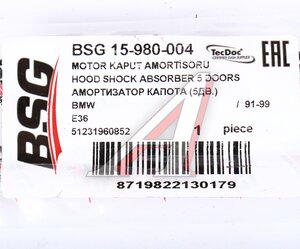 BSG
BSG 15-980-004
TecDoc
EAC
MOTOR KAPUT AMORTISORU
HOOD SHOCK ABSORBER 5 DOORS
АМОРТИЗАТОР КАПОТА (5ДВ.)
BMW / 91-99
E36
51231960852 1 piece
8719822130179